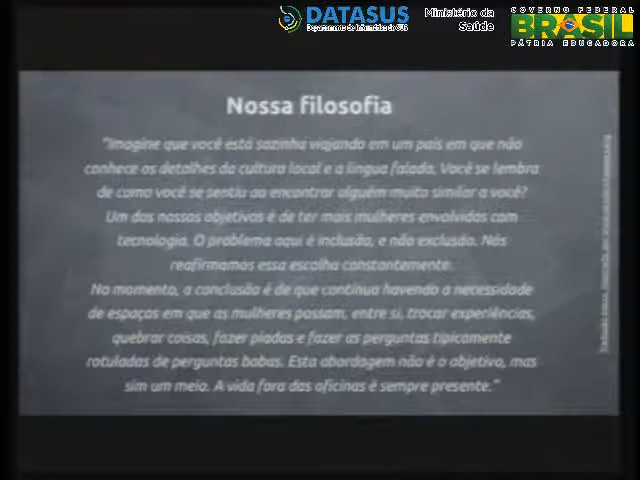 DATASUS
Departamento de Informática do SUS
Ministério da
Saúde
GOVERNO FEDERAL
BRASIL
PÁTRIA EDUCADORA
Nossa filosofia
"Imagine que você está sozinha viajando em um país em que não
conhece os detalhes da cultura local e a língua falada. Você se lembra
de como você se sentiu ao encontrar alguém muito similar a você?
Um dos nossos objetivos é de ter mais mulheres envolvidas com
tecnologia. O problema aqui é inclusão, e não exclusão. Nós
reafirmamos essa escolha constantemente.
No momento, a conclusão é de que continua havendo a necessidade
de espaços em que as mulheres possam, entre si, trocar experiências,
quebrar coisas, fazer piadas e fazer as perguntas tipicamente
rotuladas de perguntas bobas. Esta abordagem não é o objetivo, mas
sim um meio. A vida fora das oficinas é sempre presente."